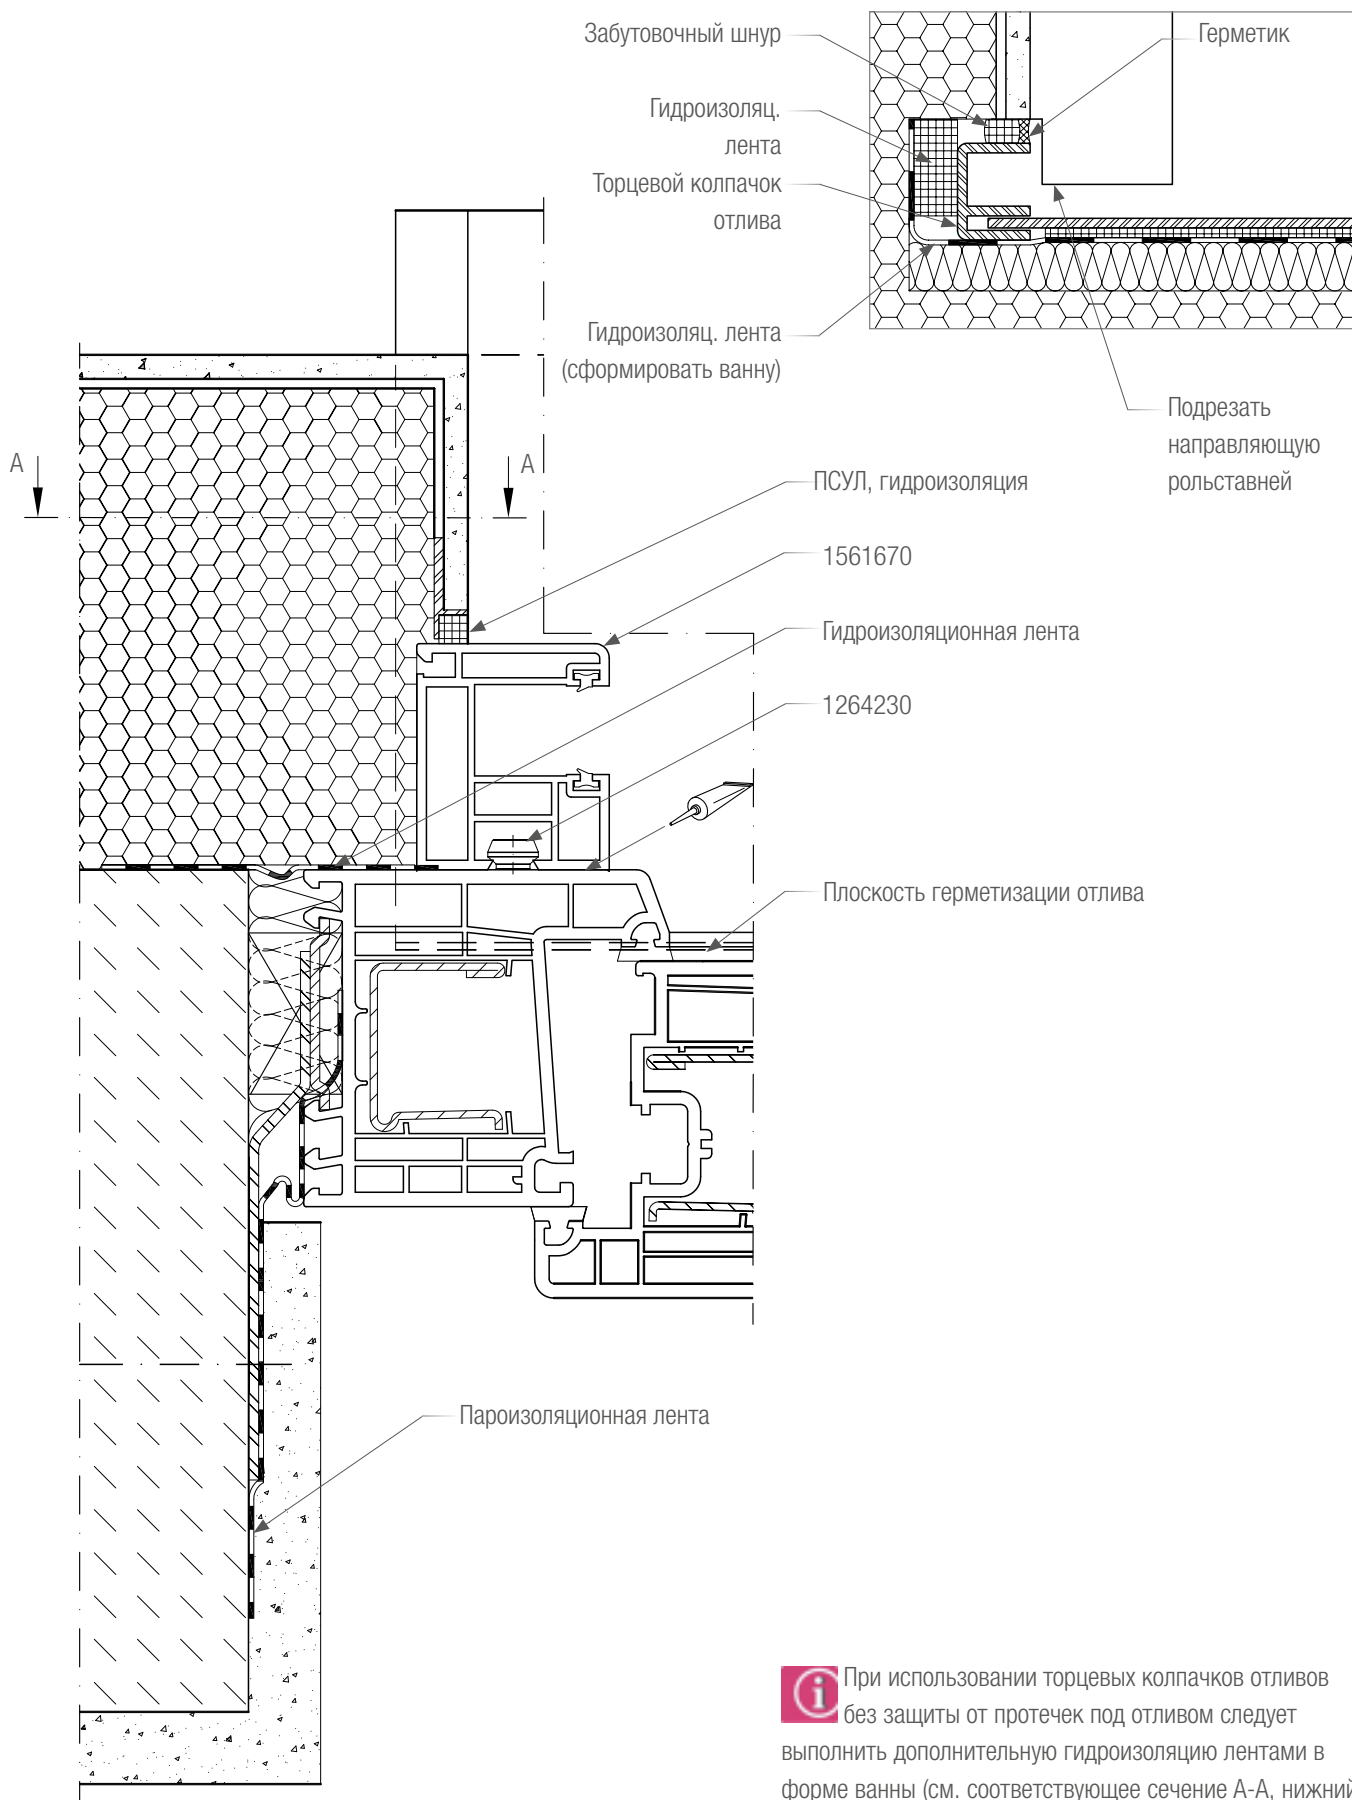 Забутовочный шнур
Герметик
Гидроизоляц.
лента
Торцевой колпачок
отлива
Гидроизоляц. лента
(сформировать ванну)
Подрезать
направляющую
рольставней
А
А
ПСУЛ, гидроизоляция
1561670
Гидроизоляционная лента
1264230
Плоскость герметизации отлива
Пароизоляционная лента
При использовании торцевых колпачков отливов
без защиты от протечек под отливом следует
выполнить дополнительную гидроизоляцию лентами в
форме ванны (см. соответствующее сечение А-А, нижний